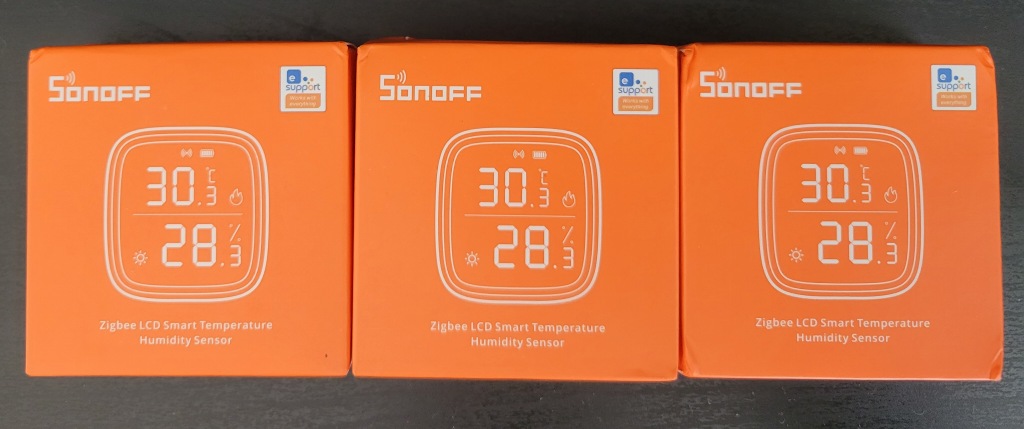 SONOFF
e
support
Works with
everything
30.3 °C
28.3 %
Zigbee LCD Smart Temperature
Humidity Sensor
SONOFF
e
support
Works with
everything
30.3 °C
28.3 %
Zigbee LCD Smart Temperature
Humidity Sensor
SONOFF
e
support
Works with
everything
30.3 °C
28.3 %
Zigbee LCD Smart Temperature
Humidity Sensor